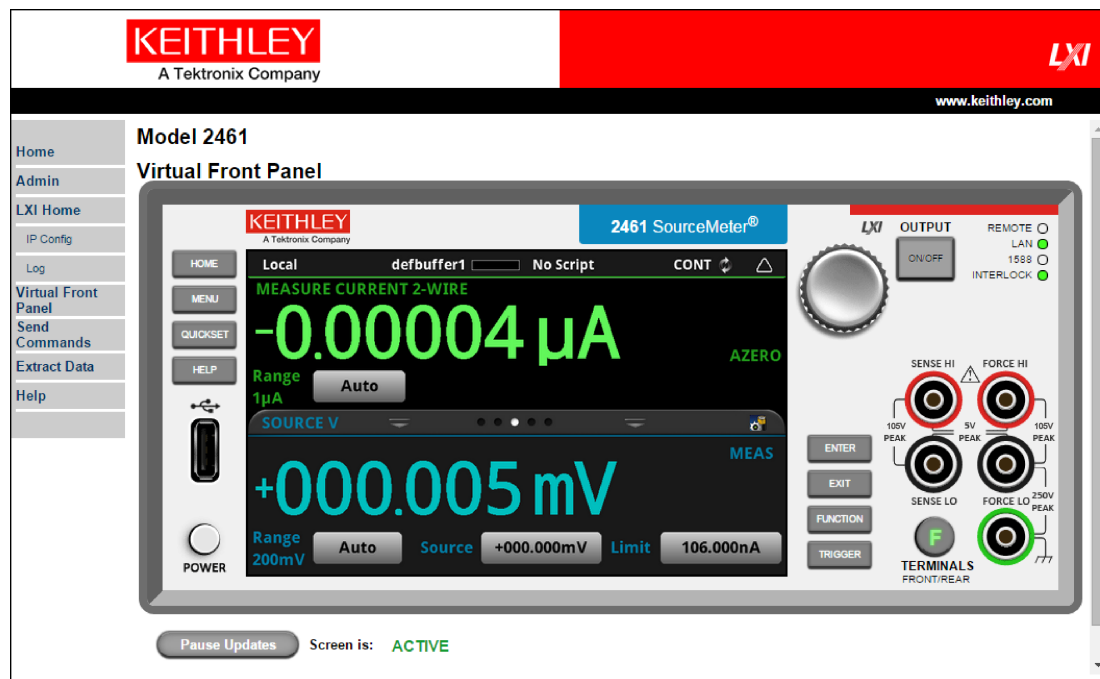 KEITHLEY
A Tektronix Company
LXI
www.keithley.com
Home
Admin
LXI Home
IP Config
Log
Virtual Front
Panel
Send
Commands
Extract Data
Help
Model 2461
Virtual Front Panel
KEITHLEY
A Tektronix Company
2461 SourceMeter®
LXI
OUTPUT
ON/OFF
REMOTE
LAN
1588
INTERLOCK
HOME
MENU
QUICKSET
HELP
POWER
Local defbuffer1 No Script CONT
MEASURE CURRENT 2-WIRE
-0.00004 µA
AZERO
Range
1µA
Auto
SOURCE V
MEAS
+000.005 mV
Range
200mV
Auto
Source
+000.000mV
Limit
106.000nA
ENTER
EXIT
FUNCTION
TRIGGER
SENSE HI
FORCE HI
105V
PEAK
5V
PEAK
105V
PEAK
SENSE LO
FORCE LO
250V
PEAK
F
TERMINALS
FRONT/REAR
Pause Updates
Screen is: ACTIVE